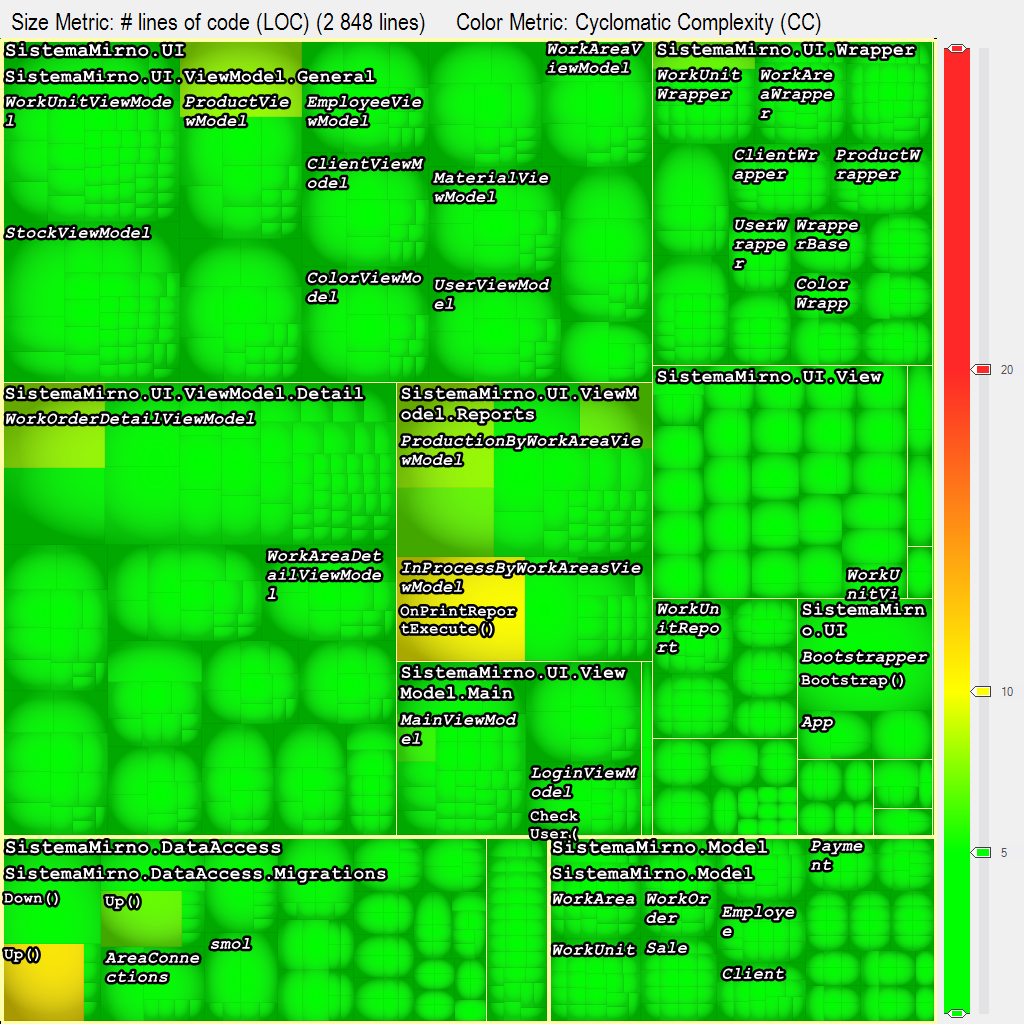 Size Metric: # lines of code (LOC) (2 848 lines)
Color Metric: Cyclomatic Complexity (CC)
SistemaMirno.UI
SistemaMirno.UI.ViewModel.General
WorkUnitViewMode
l
ProductVie
wModel
EmployeeVie
wModel
WorkAreaV
iewModel
ClientViewM
odel
MaterialVie
wModel
StockViewModel
ColorViewMo
del
UserViewMod
el
SistemaMirno.UI.Wrapper
WorkUnit
Wrapper
WorkAre
aWrappe
r
ClientWr
apper
ProductW
rapper
UserW
rappe
r
Wrappe
rBase
Color
Wrapp
SistemaMirno.UI.ViewModel.Detail
WorkOrderDetailViewModel
WorkAreaDet
ailViewMode
l
SistemaMirno.UI.ViewM
odel.Reports
ProductionByWorkAreaVie
wModel
InProcessByWorkAreasVie
wModel
OnPrintRepor
tExecute()
SistemaMirno.UI.View
Model.Main
MainViewMod
el
LoginViewM
odel
Check
User(
SistemaMirno.UI.View
WorkU
nitVi
WorkUn
itRepo
rt
SistemaMirn
o.UI
Bootstrapper
Bootstrap()
App
SistemaMirno.DataAccess
SistemaMirno.DataAccess.Migrations
Down()
Up()
Up()
AreaConne
ctions
smol
SistemaMirno.Model
SistemaMirno.Model
WorkArea
WorkOr
der
Employe
e
Payme
nt
WorkUnit
Sale
Client
20
10
5